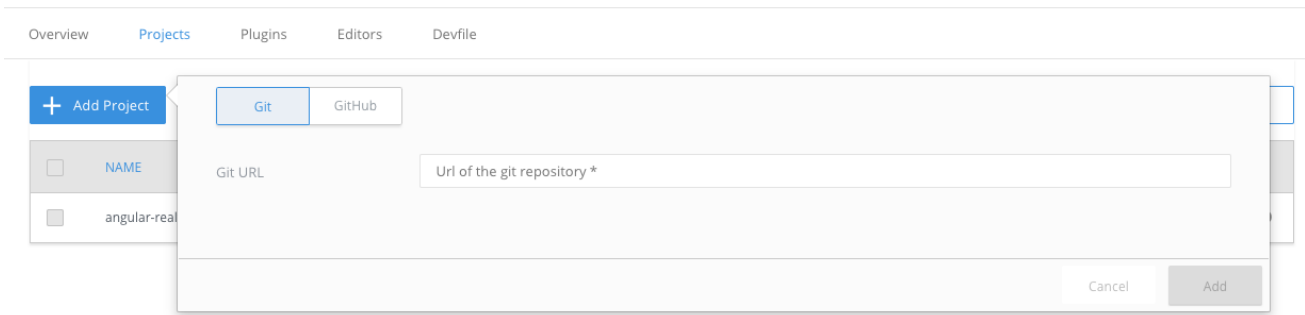 Overview Projects Plugins Editors Devfile
Add Project Git GitHub
NAME
Git URL Url of the git repository *
angular-real
Cancel Add